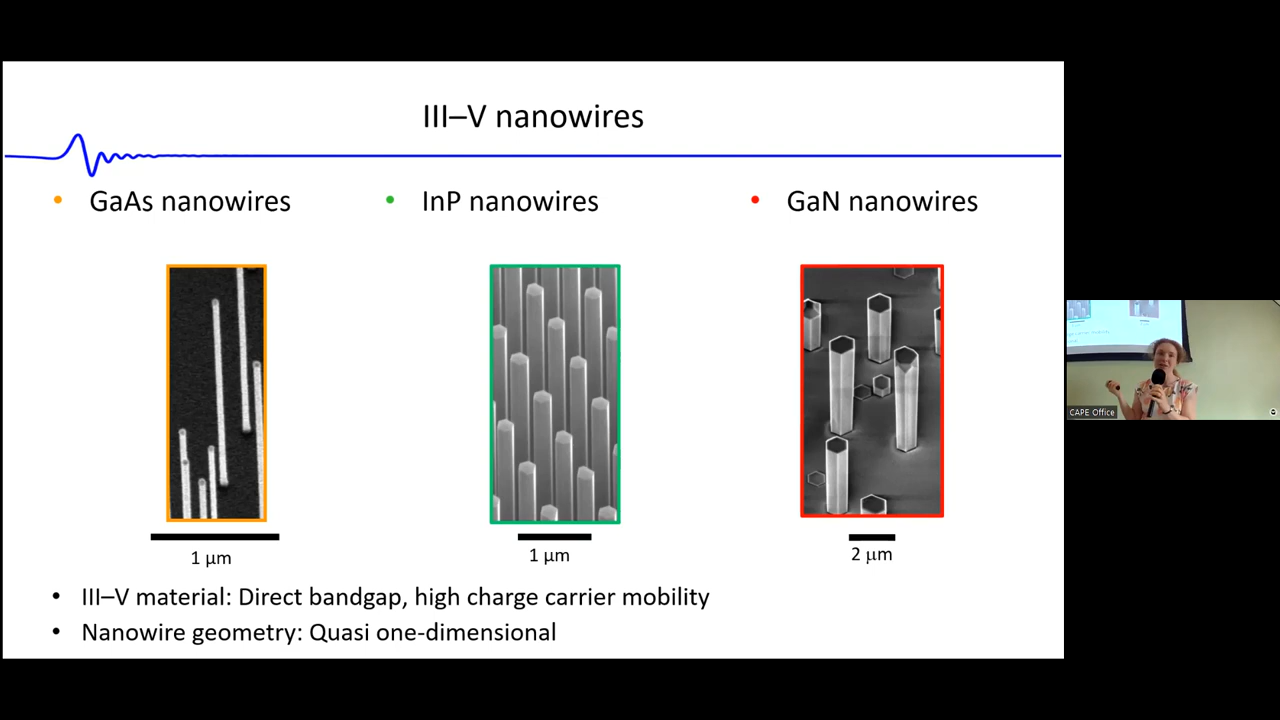 III–V nanowires
• GaAs nanowires
• InP nanowires
• GaN nanowires
1 μm
1 μm
2 μm
• III–V material: Direct bandgap, high charge carrier mobility
• Nanowire geometry: Quasi one-dimensional
CAPE Office